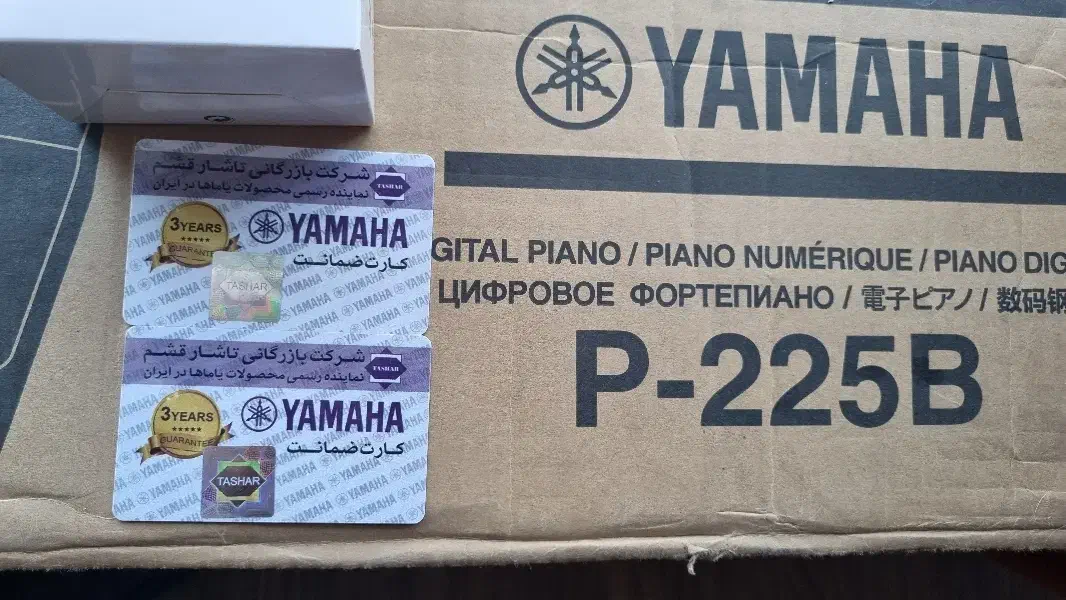 YAMAHA
GITAL PIANO / PIANO NUMÉRIQUE / PIANO DIG
ЦИФРОВОЕ ФОРТЕПИАНО / 電子ピアノ / 数码钢
P-225B
شرکت بازرگانی تاشار قشم
نماینده رسمی محصولات یاماها در ایران
TASHAR
3 YEARS
GUARANTEE
YAMAHA
کارت ضمانت
TASHAR
شرکت بازرگانی تاشار قشم
نماینده رسمی محصولات یاماها در ایران
TASHAR
3 YEARS
GUARANTEE
YAMAHA
کارت ضمانت
TASHAR